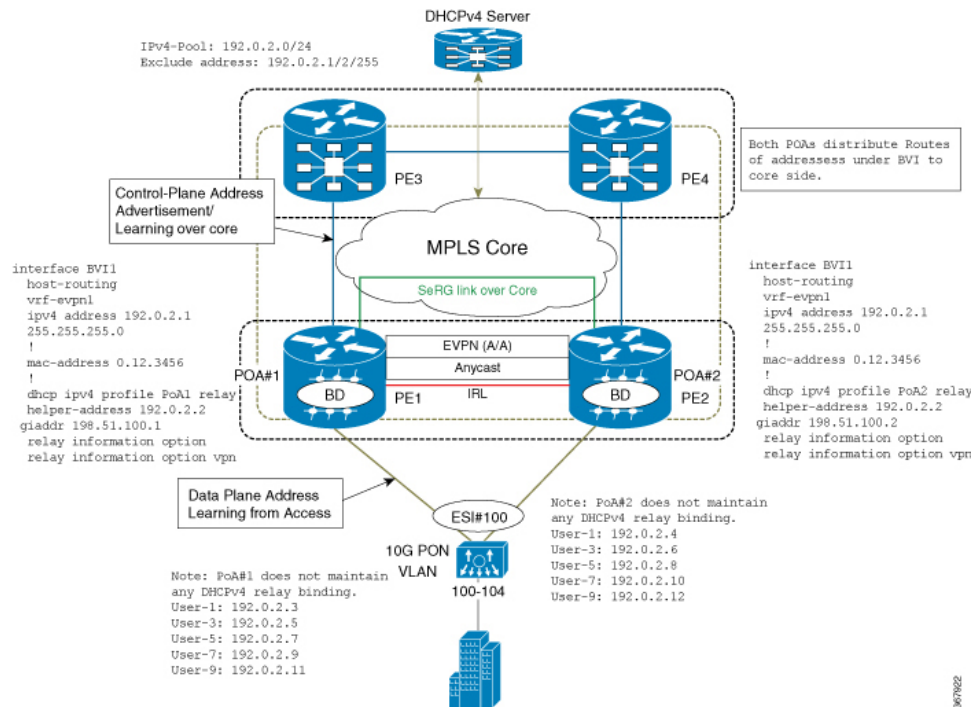 DHCPv4 Server
IPv4-Pool: 192.0.2.0/24
Exclude address: 192.0.2.1/2/255
PE3
PE4
Both POAs distribute Routes
of addressess under BVI to
core side.
Control-Plane Address
Advertisement/
Learning over core
MPLS Core
SeRG link over Core
interface BVI1
host-routing
vrf-evpn1
ipv4 address 192.0.2.1
255.255.255.0
!
mac-address 0.12.3456
!
dhcp ipv4 profile PoA1 relay
helper-address 192.0.2.2
giaddr 198.51.100.1
relay information option
relay information option vpn
interface BVI1
host-routing
vrf-evpn1
ipv4 address 192.0.2.1
255.255.255.0
!
mac-address 0.12.3456
!
dhcp ipv4 profile PoA2 relay
helper-address 192.0.2.2
giaddr 198.51.100.2
relay information option
relay information option vpn
POA#1
BD
PE1
EVPN (A/A)
Anycast
IRL
BD
POA#2
PE2
Data Plane Address
Learning from Access
ESI#100
10G PON
VLAN
100-104
Note: PoA#2 does not maintain
any DHCPv4 relay binding.
User-1: 192.0.2.4
User-3: 192.0.2.6
User-5: 192.0.2.8
User-7: 192.0.2.10
User-9: 192.0.2.12
Note: PoA#1 does not maintain
any DHCPv4 relay binding.
User-1: 192.0.2.3
User-3: 192.0.2.5
User-5: 192.0.2.7
User-7: 192.0.2.9
User-9: 192.0.2.11
367922